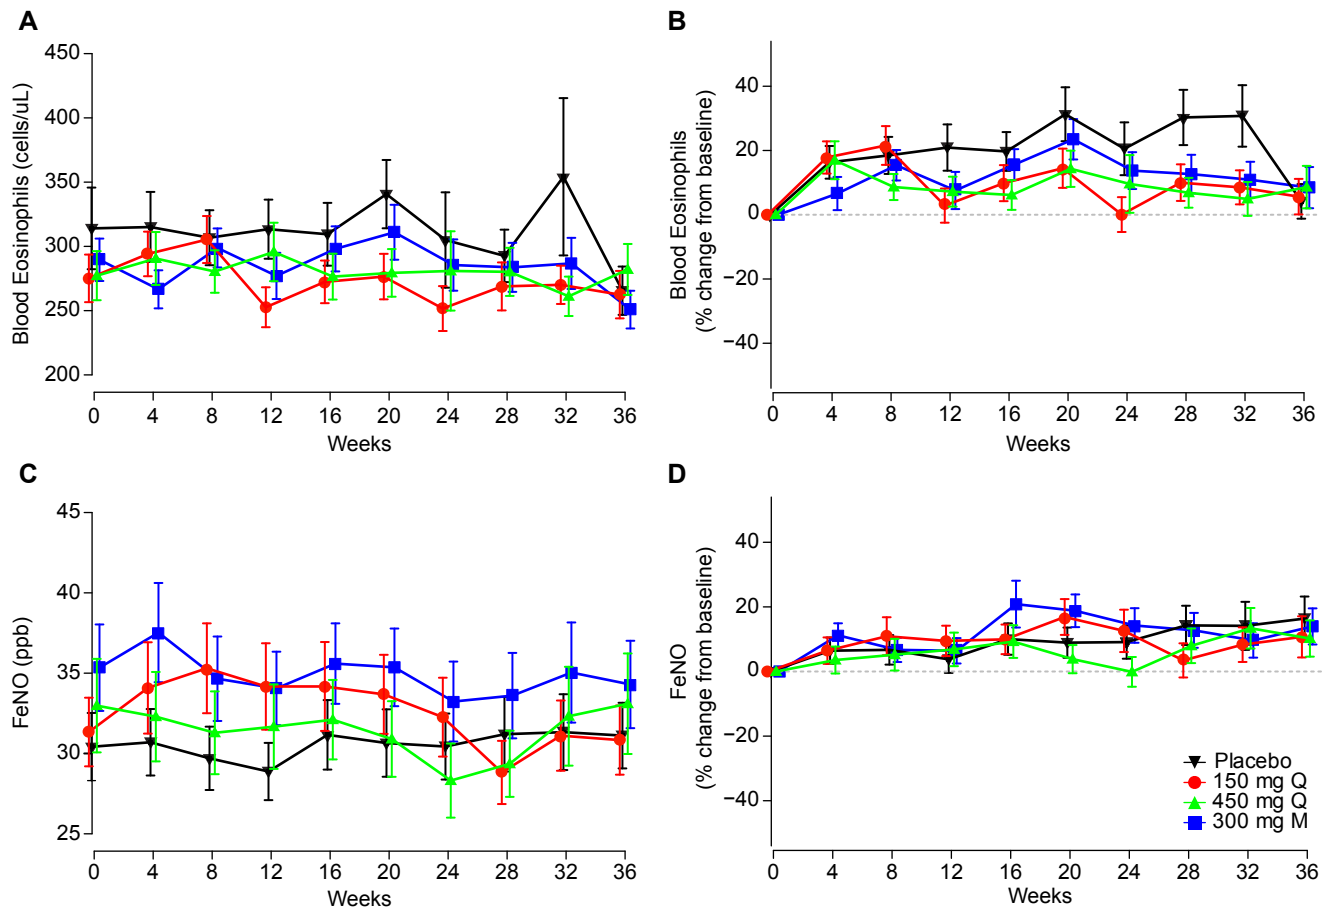 A
Blood Eosinophils (cells/uL)
450
400
350
300
250
200
0 4 8 12 16 20 24 28 32 36
Weeks
B
Blood Eosinophils
(% change from baseline)
40
20
0
−20
−40
0 4 8 12 16 20 24 28 32 36
Weeks
C
FeNO (ppb)
45
40
35
30
25
0 4 8 12 16 20 24 28 32 36
Weeks
D
FeNO
(% change from baseline)
40
20
0
−20
−40
Placebo
150 mg Q
450 mg Q
300 mg M
0 4 8 12 16 20 24 28 32 36
Weeks